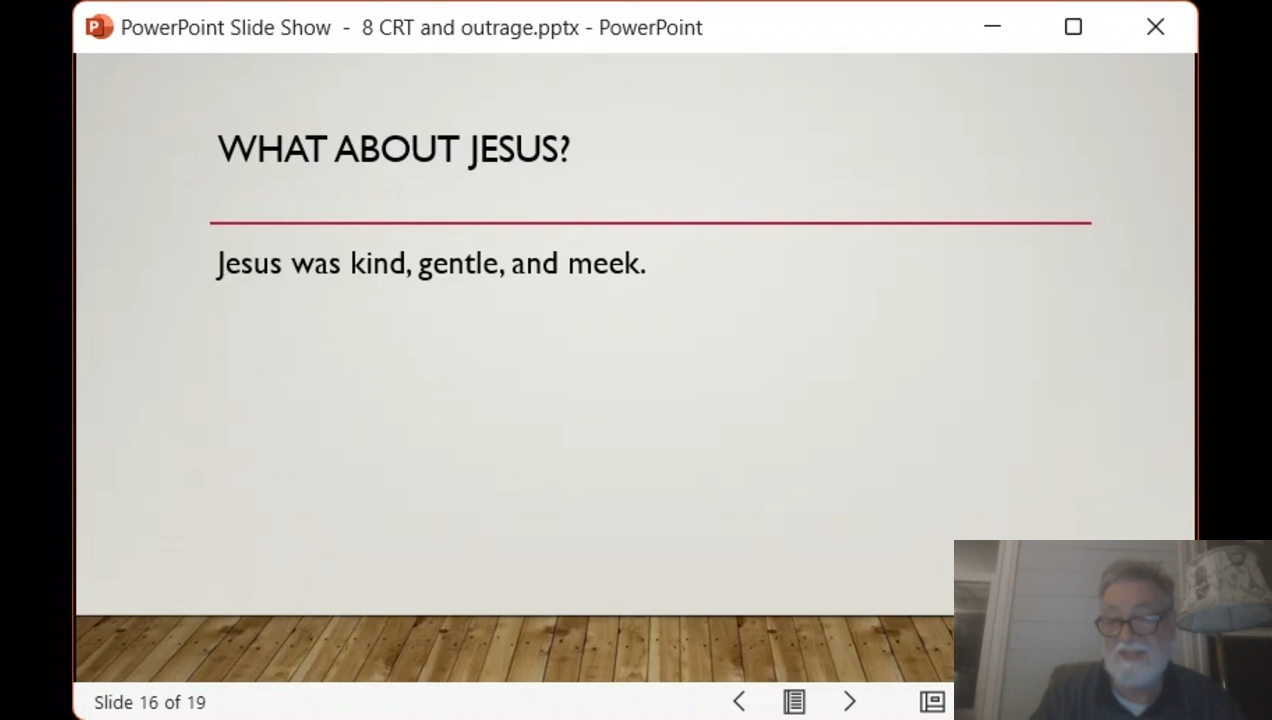 PowerPoint Slide Show - 8 CRT and outrage.pptx - PowerPoint
WHAT ABOUT JESUS?
Jesus was kind, gentle, and meek.
Slide 16 of 19